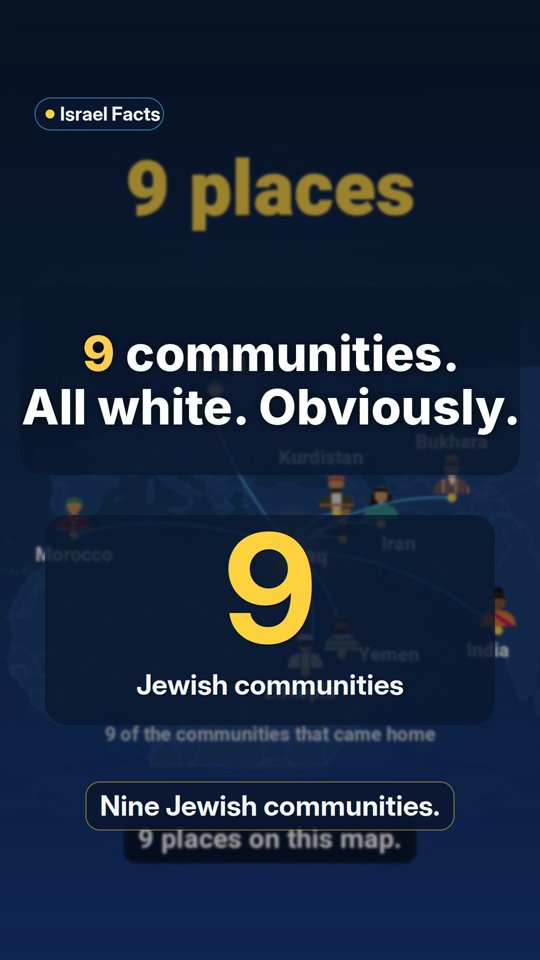 Israel Facts
9 places
9 communities.
All white. Obviously.
Bukhara
Kurdistan
Iran
Morocco
India
Yemen
9
Jewish communities
9 of the communities that came home
Nine Jewish communities.
9 places on this map.